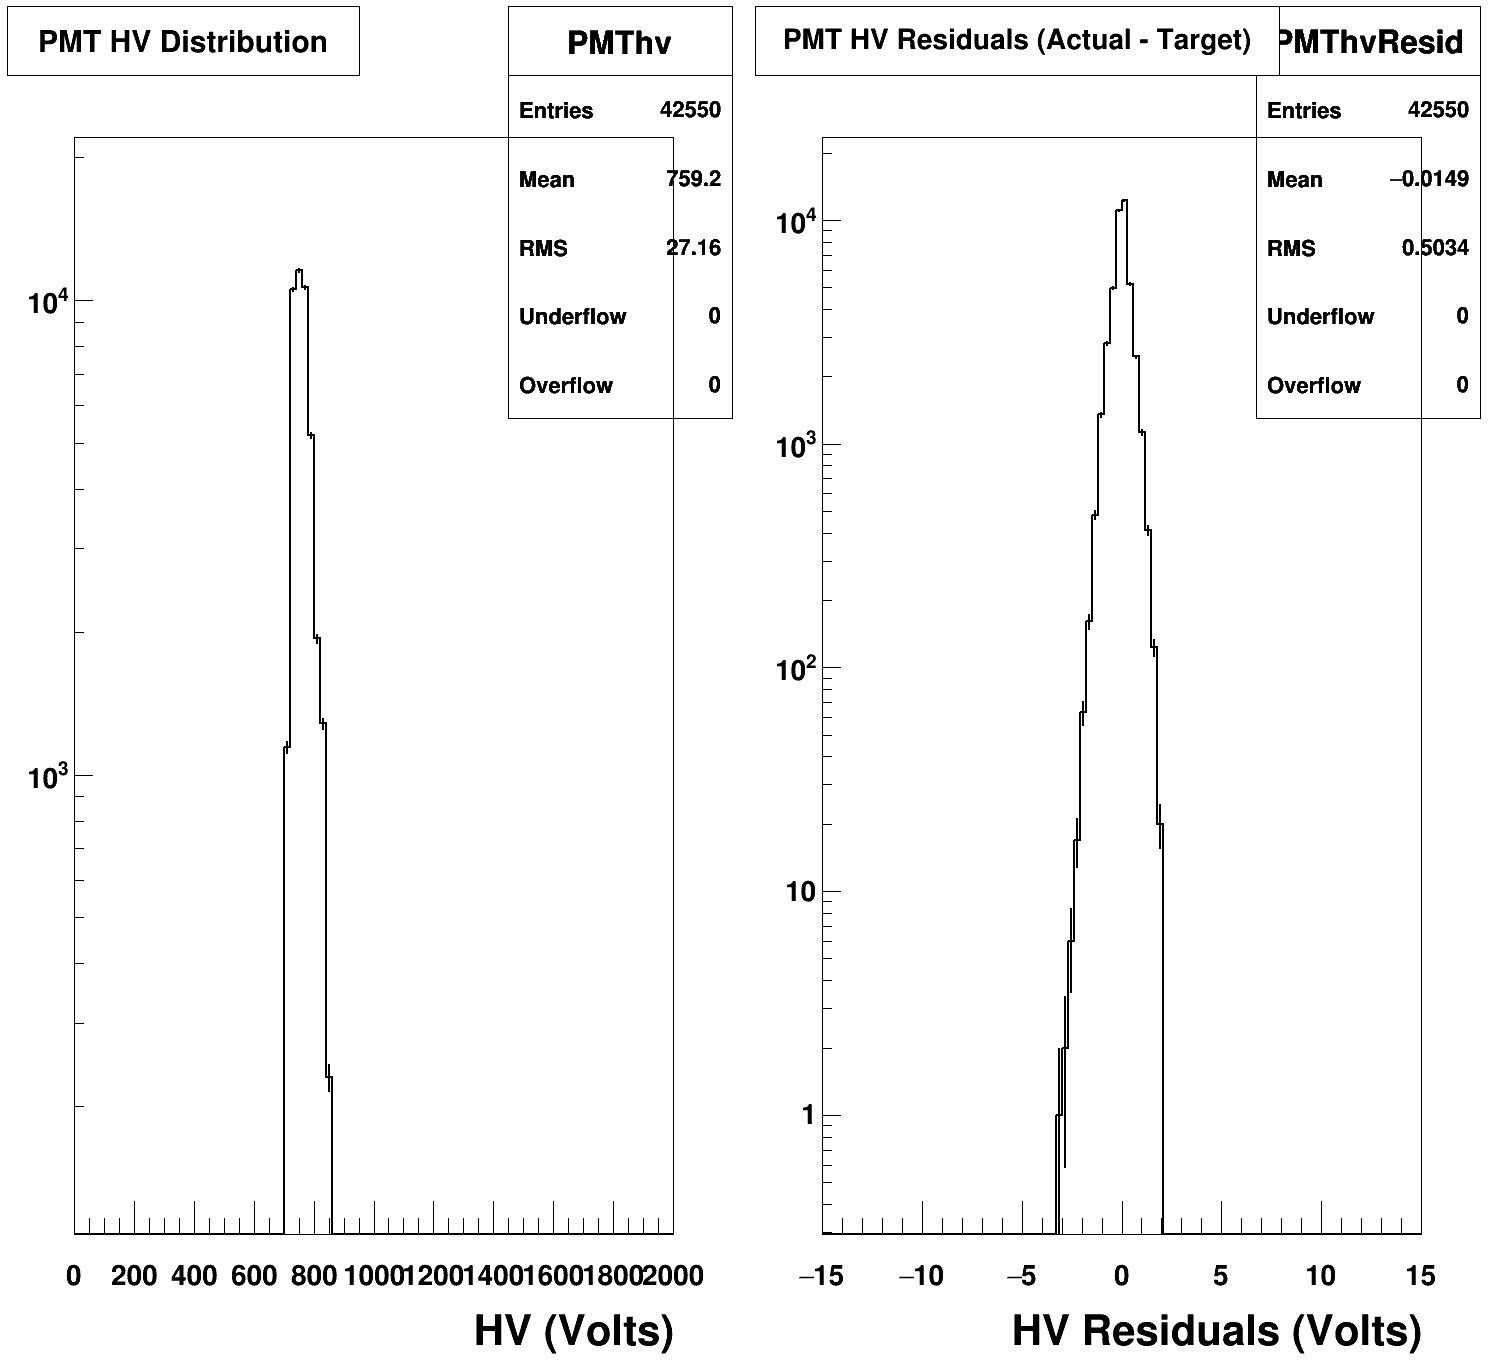 PMT HV Distribution
PMThv
Entries 42550
Mean 759.2
RMS 27.16
Underflow 0
Overflow 0
10^4
10^3
0 200 400 600 800 1000 1200 1400 1600 1800 2000
HV (Volts)
PMT HV Residuals (Actual - Target)
PMThvResid
Entries 42550
Mean −0.0149
RMS 0.5034
Underflow 0
Overflow 0
10^4
10^3
10^2
10
1
−15 −10 −5 0 5 10 15
HV Residuals (Volts)